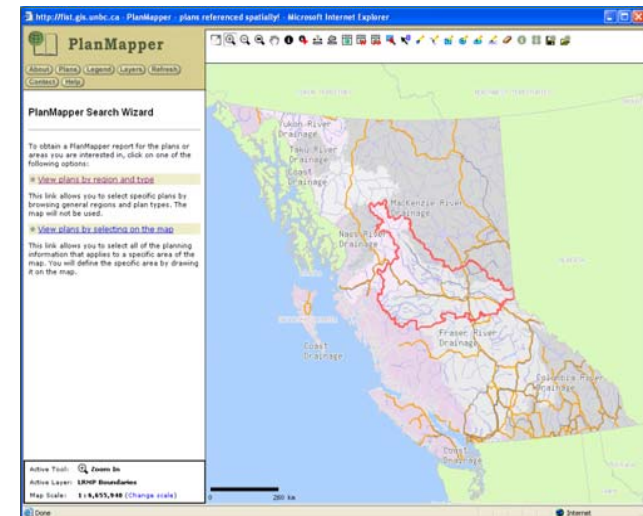 http://fist.gis.unbc.ca - PlanMapper - plans referenced spatially! - Microsoft Internet Explorer
PlanMapper
About Plans Legend Layers Refresh
Contact Help
PlanMapper Search Wizard
To obtain a PlanMapper report for the plans or
areas you are interested in, click on one of the
following options:
View plans by region and type
This link allows you to select specific plans by
browsing general regions and plan types. The
map will not be used.
View plans by selecting on the map
This link allows you to select all of the planning
information that applies to a specific area of the
map. You will define the specific area by drawing
it on the map.
Active Tool: Zoom In
Active Layer: LRMP Boundaries
Map Scale: 1 : 6,655,940 (Change scale)
Yukon River
Drainage
Taku River
Drainage
Coast
Drainage
MacKenzie River
Drainage
Nass River
Drainage
Fraser River
Drainage
Coast
Drainage
Columbia River
Drainage
Coast
Drainage
0 260 km
Done
Internet